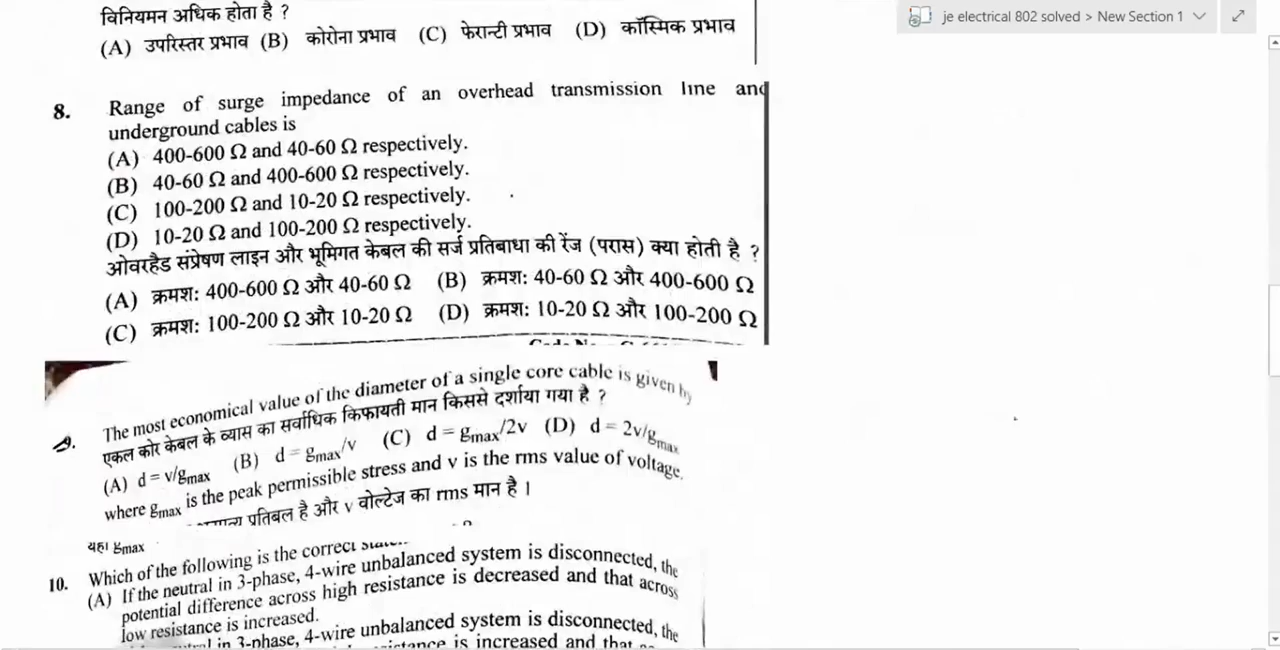 je electrical 802 solved > New Section 1
विनियमन अधिक होता है ?
(A) उपरिस्तर प्रभाव (B) कोरोना प्रभाव (C) फेरान्टी प्रभाव (D) कॉस्मिक प्रभाव
8. Range of surge impedance of an overhead transmission line and
underground cables is
(A) 400-600 Ω and 40-60 Ω respectively.
(B) 40-60 Ω and 400-600 Ω respectively.
(C) 100-200 Ω and 10-20 Ω respectively.
(D) 10-20 Ω and 100-200 Ω respectively.
ओवरहैड संप्रेषण लाइन और भूमिगत केबल की सर्ज प्रतिबाधा की रेंज (परास) क्या होती है ?
(A) क्रमश: 400-600 Ω और 40-60 Ω (B) क्रमश: 40-60 Ω और 400-600 Ω
(C) क्रमश: 100-200 Ω और 10-20 Ω (D) क्रमश: 10-20 Ω और 100-200 Ω
9. The most economical value of the diameter of a single core cable is given by
एकल कोर केबल के व्यास का सर्वाधिक किफायती मान किससे दर्शाया गया है ?
(A) d = v/gmax (B) d = gmax/v (C) d = gmax/2v (D) d = 2v/gmax
where gmax is the peak permissible stress and v is the rms value of voltage.
प्रतिबल है और v वोल्टेज का rms मान है ।
यहाँ gmax
10. Which of the following is the correct
(A) If the neutral in 3-phase, 4-wire unbalanced system is disconnected, the
potential difference across high resistance is decreased and that across
low resistance is increased.
in 3-phase, 4-wire unbalanced system is disconnected, the
is increased and that